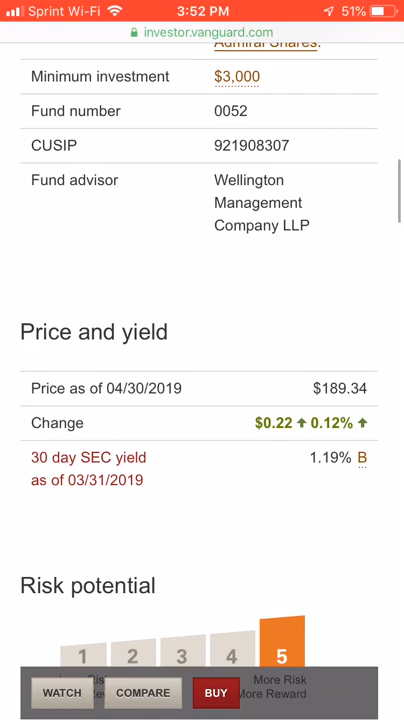 Sprint Wi-Fi 3:52 PM 51%
investor.vanguard.com
Admiral Shares.
Minimum investment $3,000
Fund number 0052
CUSIP 921908307
Fund advisor Wellington
Management
Company LLP
Price and yield
Price as of 04/30/2019 $189.34
Change $0.22 0.12%
30 day SEC yield 1.19% B
as of 03/31/2019
Risk potential
1 2 3 4 5
More Risk
More Reward
WATCH COMPARE BUY